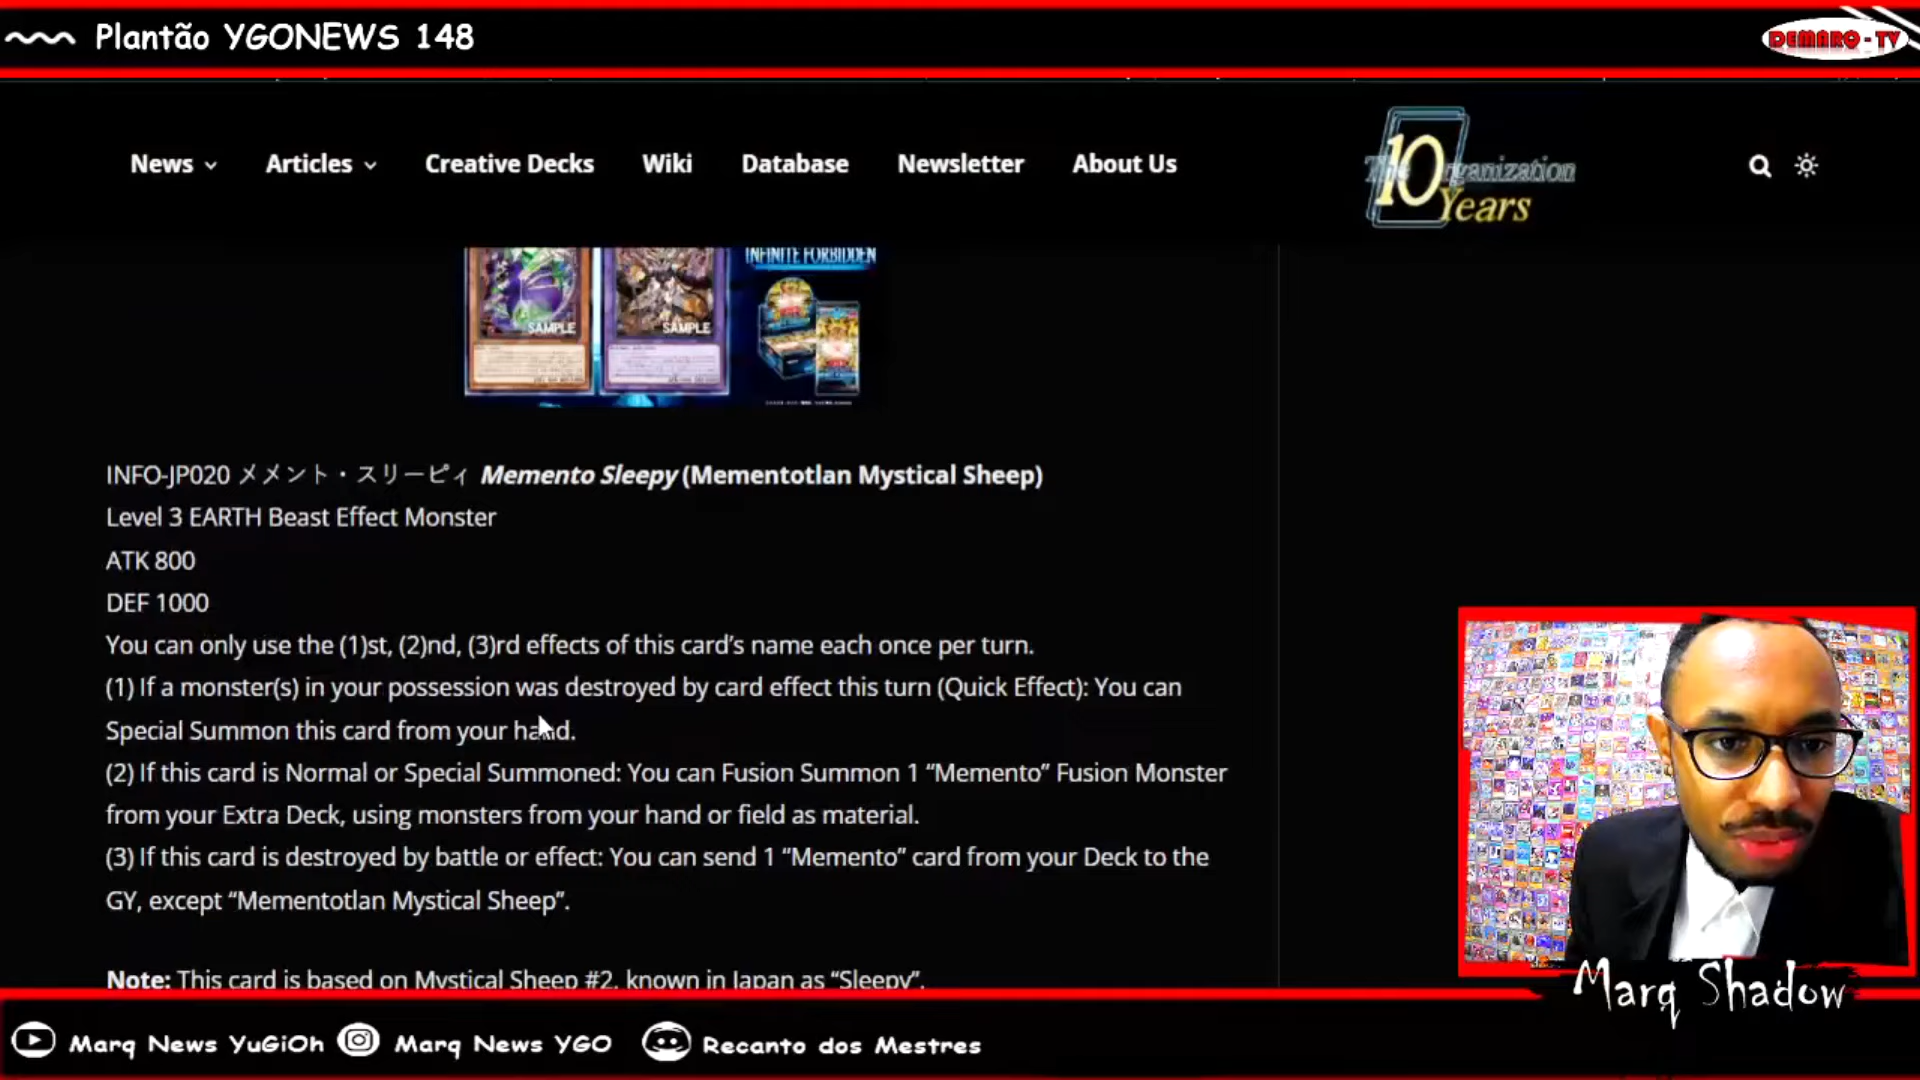 Plantão YGONEWS 148
DEMARQ-TV
News
Articles
Creative Decks
Wiki
Database
Newsletter
About Us
The Organization
10 Years
INFINITE FORBIDDEN
SAMPLE
SAMPLE
INFO-JP020 メメント・スリーピィ Memento Sleepy (Mementotlan Mystical Sheep)
Level 3 EARTH Beast Effect Monster
ATK 800
DEF 1000
You can only use the (1)st, (2)nd, (3)rd effects of this card’s name each once per turn.
(1) If a monster(s) in your possession was destroyed by card effect this turn (Quick Effect): You can
Special Summon this card from your hand.
(2) If this card is Normal or Special Summoned: You can Fusion Summon 1 “Memento” Fusion Monster
from your Extra Deck, using monsters from your hand or field as material.
(3) If this card is destroyed by battle or effect: You can send 1 “Memento” card from your Deck to the
GY, except “Mementotlan Mystical Sheep”.
Note: This card is based on Mystical Sheep #2, known in Japan as “Sleepy”.
Marq Shadow
Marq News YuGiOh
Marq News YGO
Recanto dos Mestres